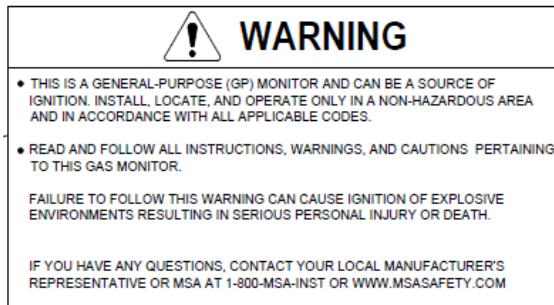 WARNING
• THIS IS A GENERAL-PURPOSE (GP) MONITOR AND CAN BE A SOURCE OF
IGNITION. INSTALL, LOCATE, AND OPERATE ONLY IN A NON-HAZARDOUS AREA
AND IN ACCORDANCE WITH ALL APPLICABLE CODES.
• READ AND FOLLOW ALL INSTRUCTIONS, WARNINGS, AND CAUTIONS PERTAINING
TO THIS GAS MONITOR.
FAILURE TO FOLLOW THIS WARNING CAN CAUSE IGNITION OF EXPLOSIVE
ENVIRONMENTS RESULTING IN SERIOUS PERSONAL INJURY OR DEATH.
IF YOU HAVE ANY QUESTIONS, CONTACT YOUR LOCAL MANUFACTURER'S
REPRESENTATIVE OR MSA AT 1-800-MSA-INST OR WWW.MSASAFETY.COM